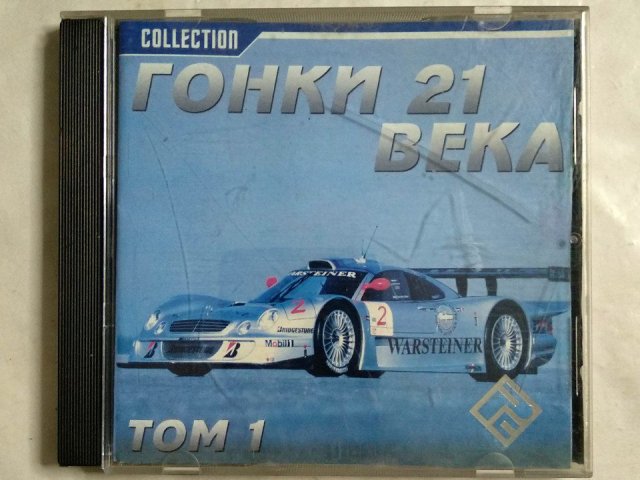 COLLECTION
ГОНКИ 21
ВЕКА
WARSTEINER
2
2
BRIDGESTONE
Mobil 1
WARSTEINER
ТОМ 1